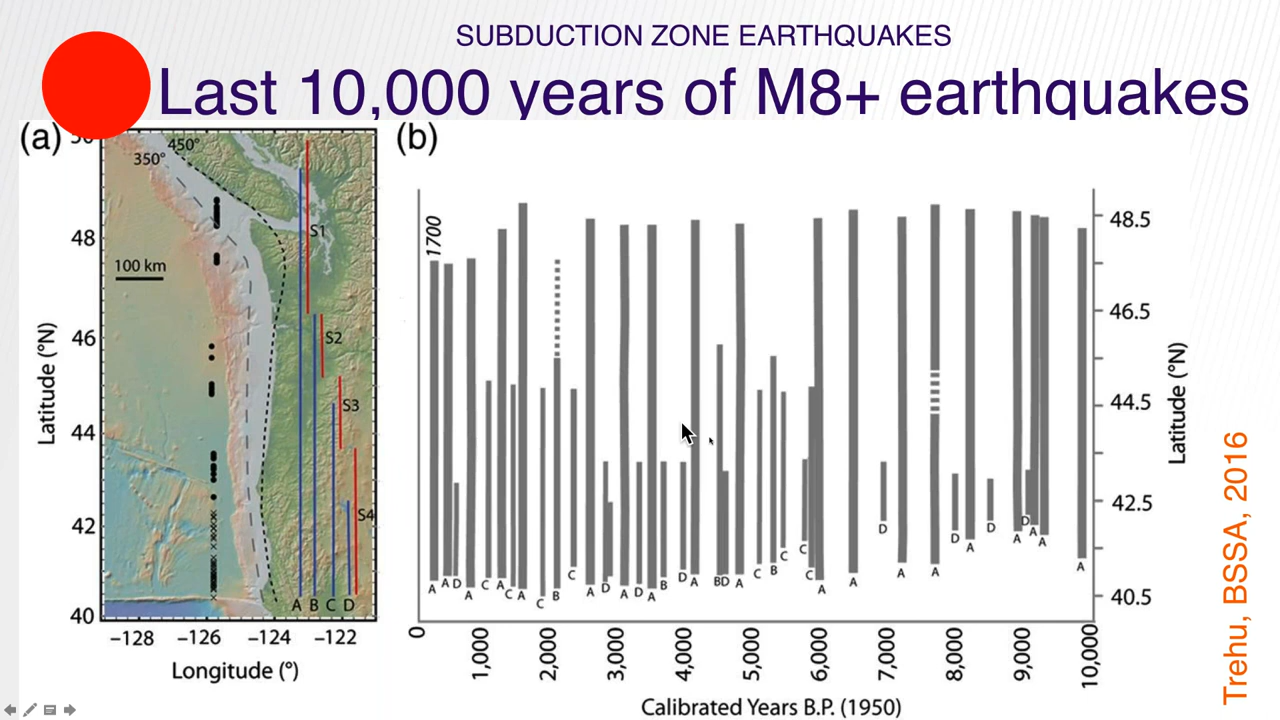 SUBDUCTION ZONE EARTHQUAKES
Last 10,000 years of M8+ earthquakes
(a)
450°
350°
100 km
S1
S2
S3
S4
A B C D
48
46
44
42
40
Latitude (°N)
−128 −126 −124 −122
Longitude (°)
(b)
1700
48.5
46.5
44.5
42.5
40.5
Latitude (°N)
A A D A C A C A C B C A D A D A B D A B D A C B C C C A A D A A D A D A D A A A
0 1,000 2,000 3,000 4,000 5,000 6,000 7,000 8,000 9,000 10,000
Calibrated Years B.P. (1950)
Trehu, BSSA, 2016